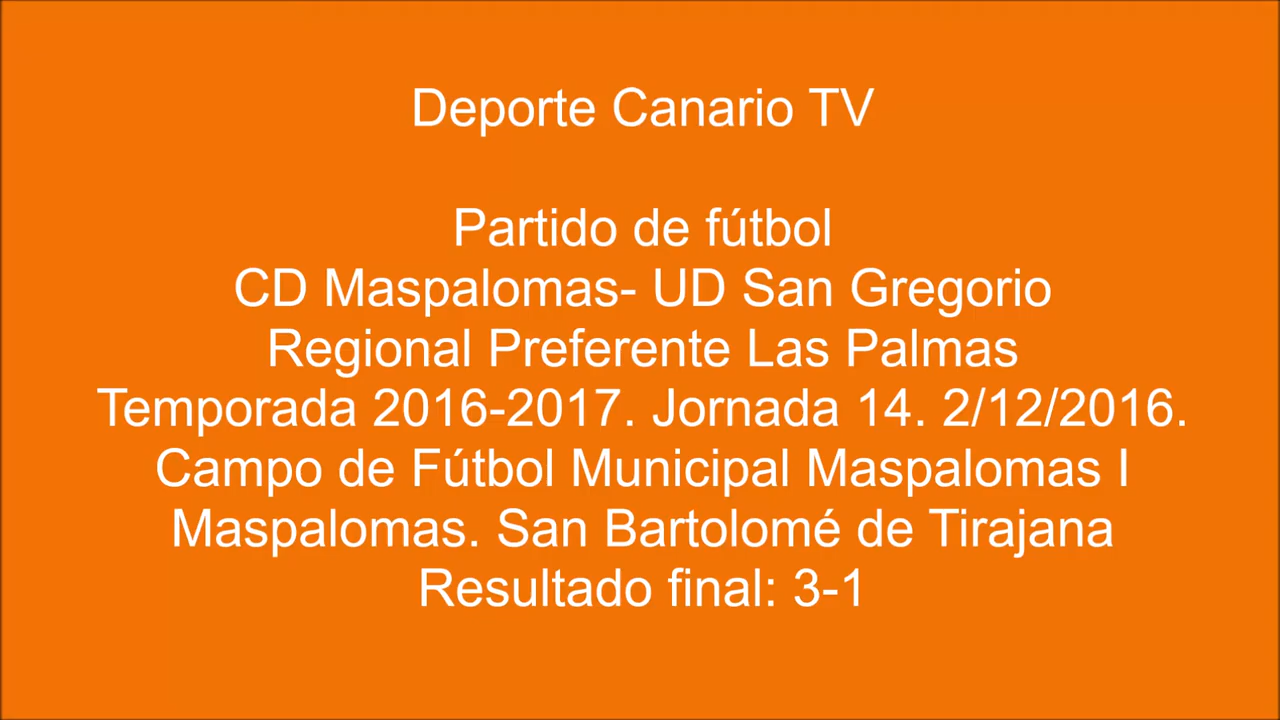 Deporte Canario TV
Partido de fútbol
CD Maspalomas- UD San Gregorio
Regional Preferente Las Palmas
Temporada 2016-2017. Jornada 14. 2/12/2016.
Campo de Fútbol Municipal Maspalomas I
Maspalomas. San Bartolomé de Tirajana
Resultado final: 3-1